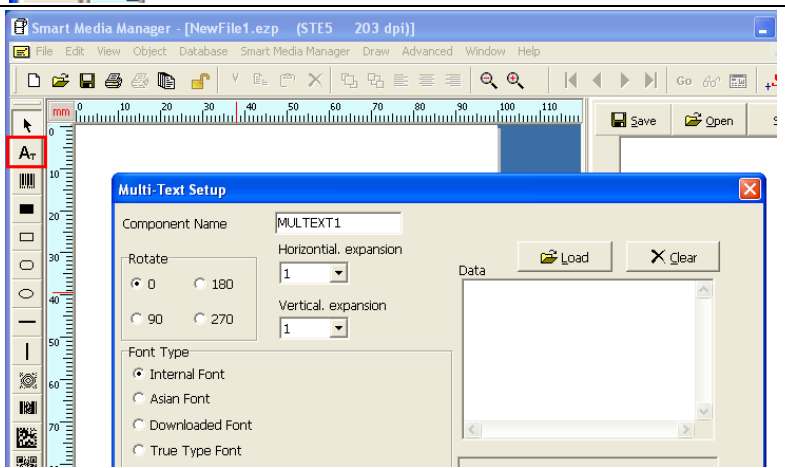 Smart Media Manager - [NewFile1.ezp (STE5 203 dpi)]
File Edit View Object Database Smart Media Manager Draw Advanced Window Help
Go
mm 0 10 20 30 40 50 60 70 80 90 100 110
Save Open
0
10
20
30
40
50
60
70
A T
Multi-Text Setup
Component Name MULTEXT1
Rotate
0 180
90 270
Horizontial. expansion
1
Vertical. expansion
1
Load Clear
Data
Font Type
Internal Font
Asian Font
Downloaded Font
True Type Font